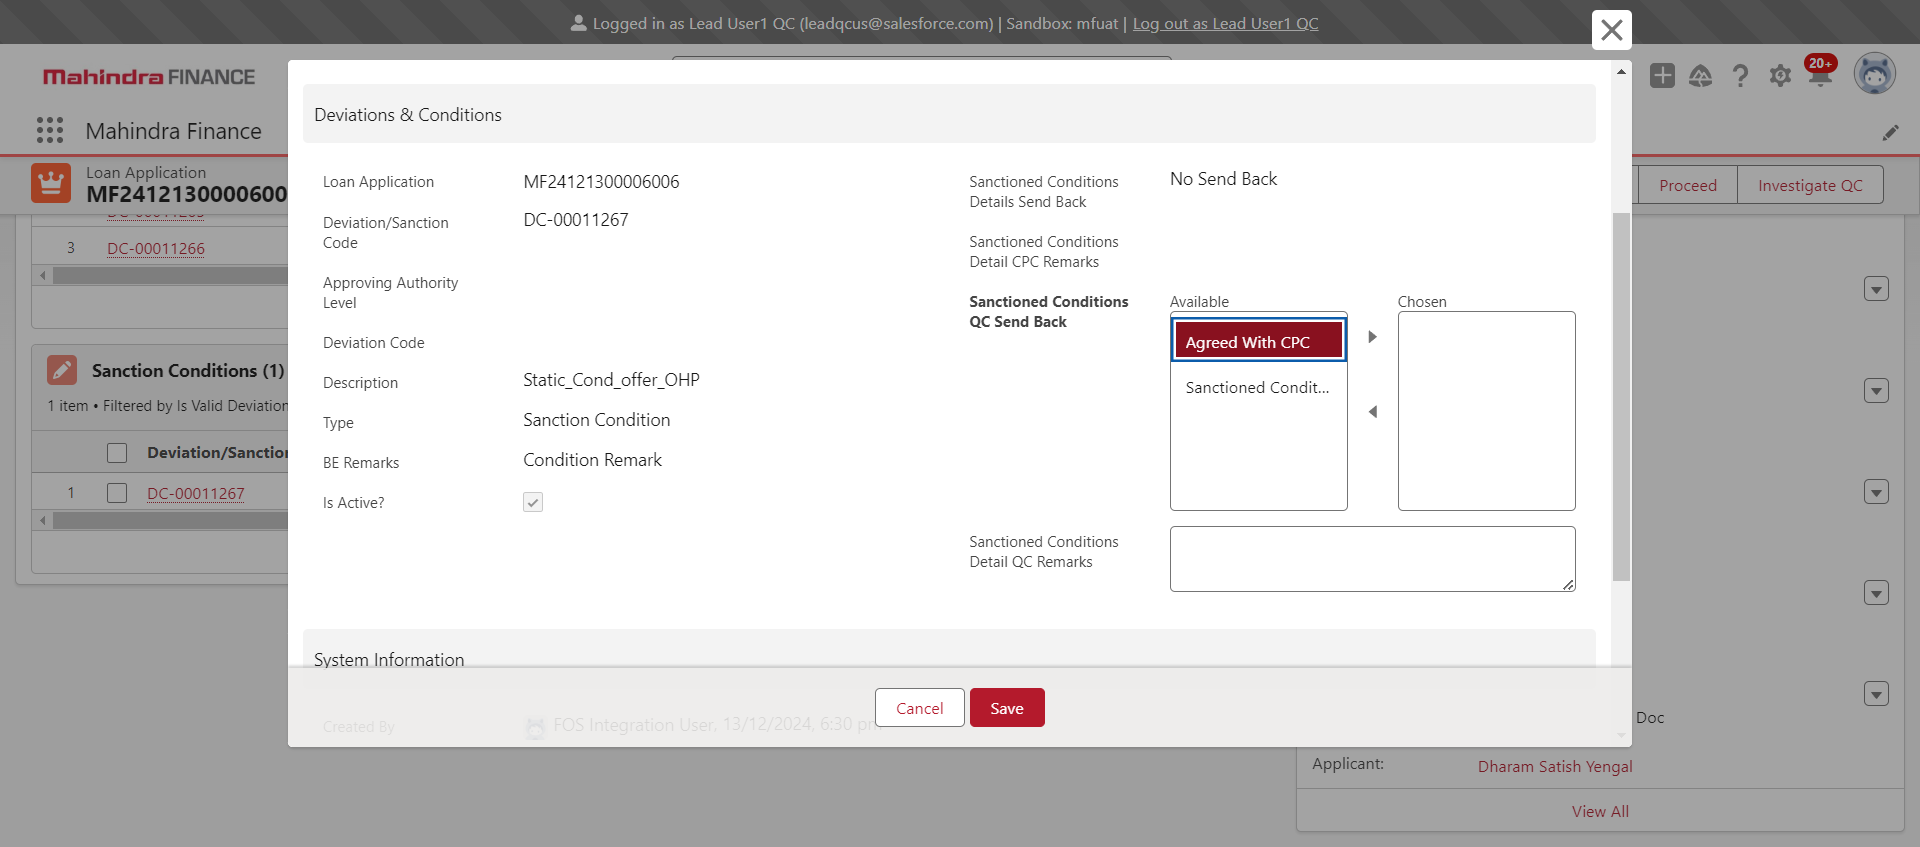 Logged in as Lead User1 QC (leadqcus@salesforce.com) | Sandbox: mfuat | Log out as Lead User1 QC
Mahindra FINANCE
20+
Mahindra Finance
Loan Application
MF24121300006006
Proceed
Investigate QC
3 DC-00011266
Sanction Conditions (1)
1 item • Filtered by Is Valid Deviation
Deviation/Sanction
1 DC-00011267
Deviations & Conditions
Loan Application
MF24121300006006
Deviation/Sanction
Code
DC-00011267
Approving Authority
Level
Deviation Code
Description
Static_Cond_offer_OHP
Type
Sanction Condition
BE Remarks
Condition Remark
Is Active?
Sanctioned Conditions
Details Send Back
No Send Back
Sanctioned Conditions
Detail CPC Remarks
Sanctioned Conditions
QC Send Back
Available
Agreed With CPC
Sanctioned Condit...
Chosen
Sanctioned Conditions
Detail QC Remarks
System Information
Created By
FOS Integration User, 13/12/2024, 6:30 pm
Cancel
Save
Doc
Applicant:
Dharam Satish Yengal
View All